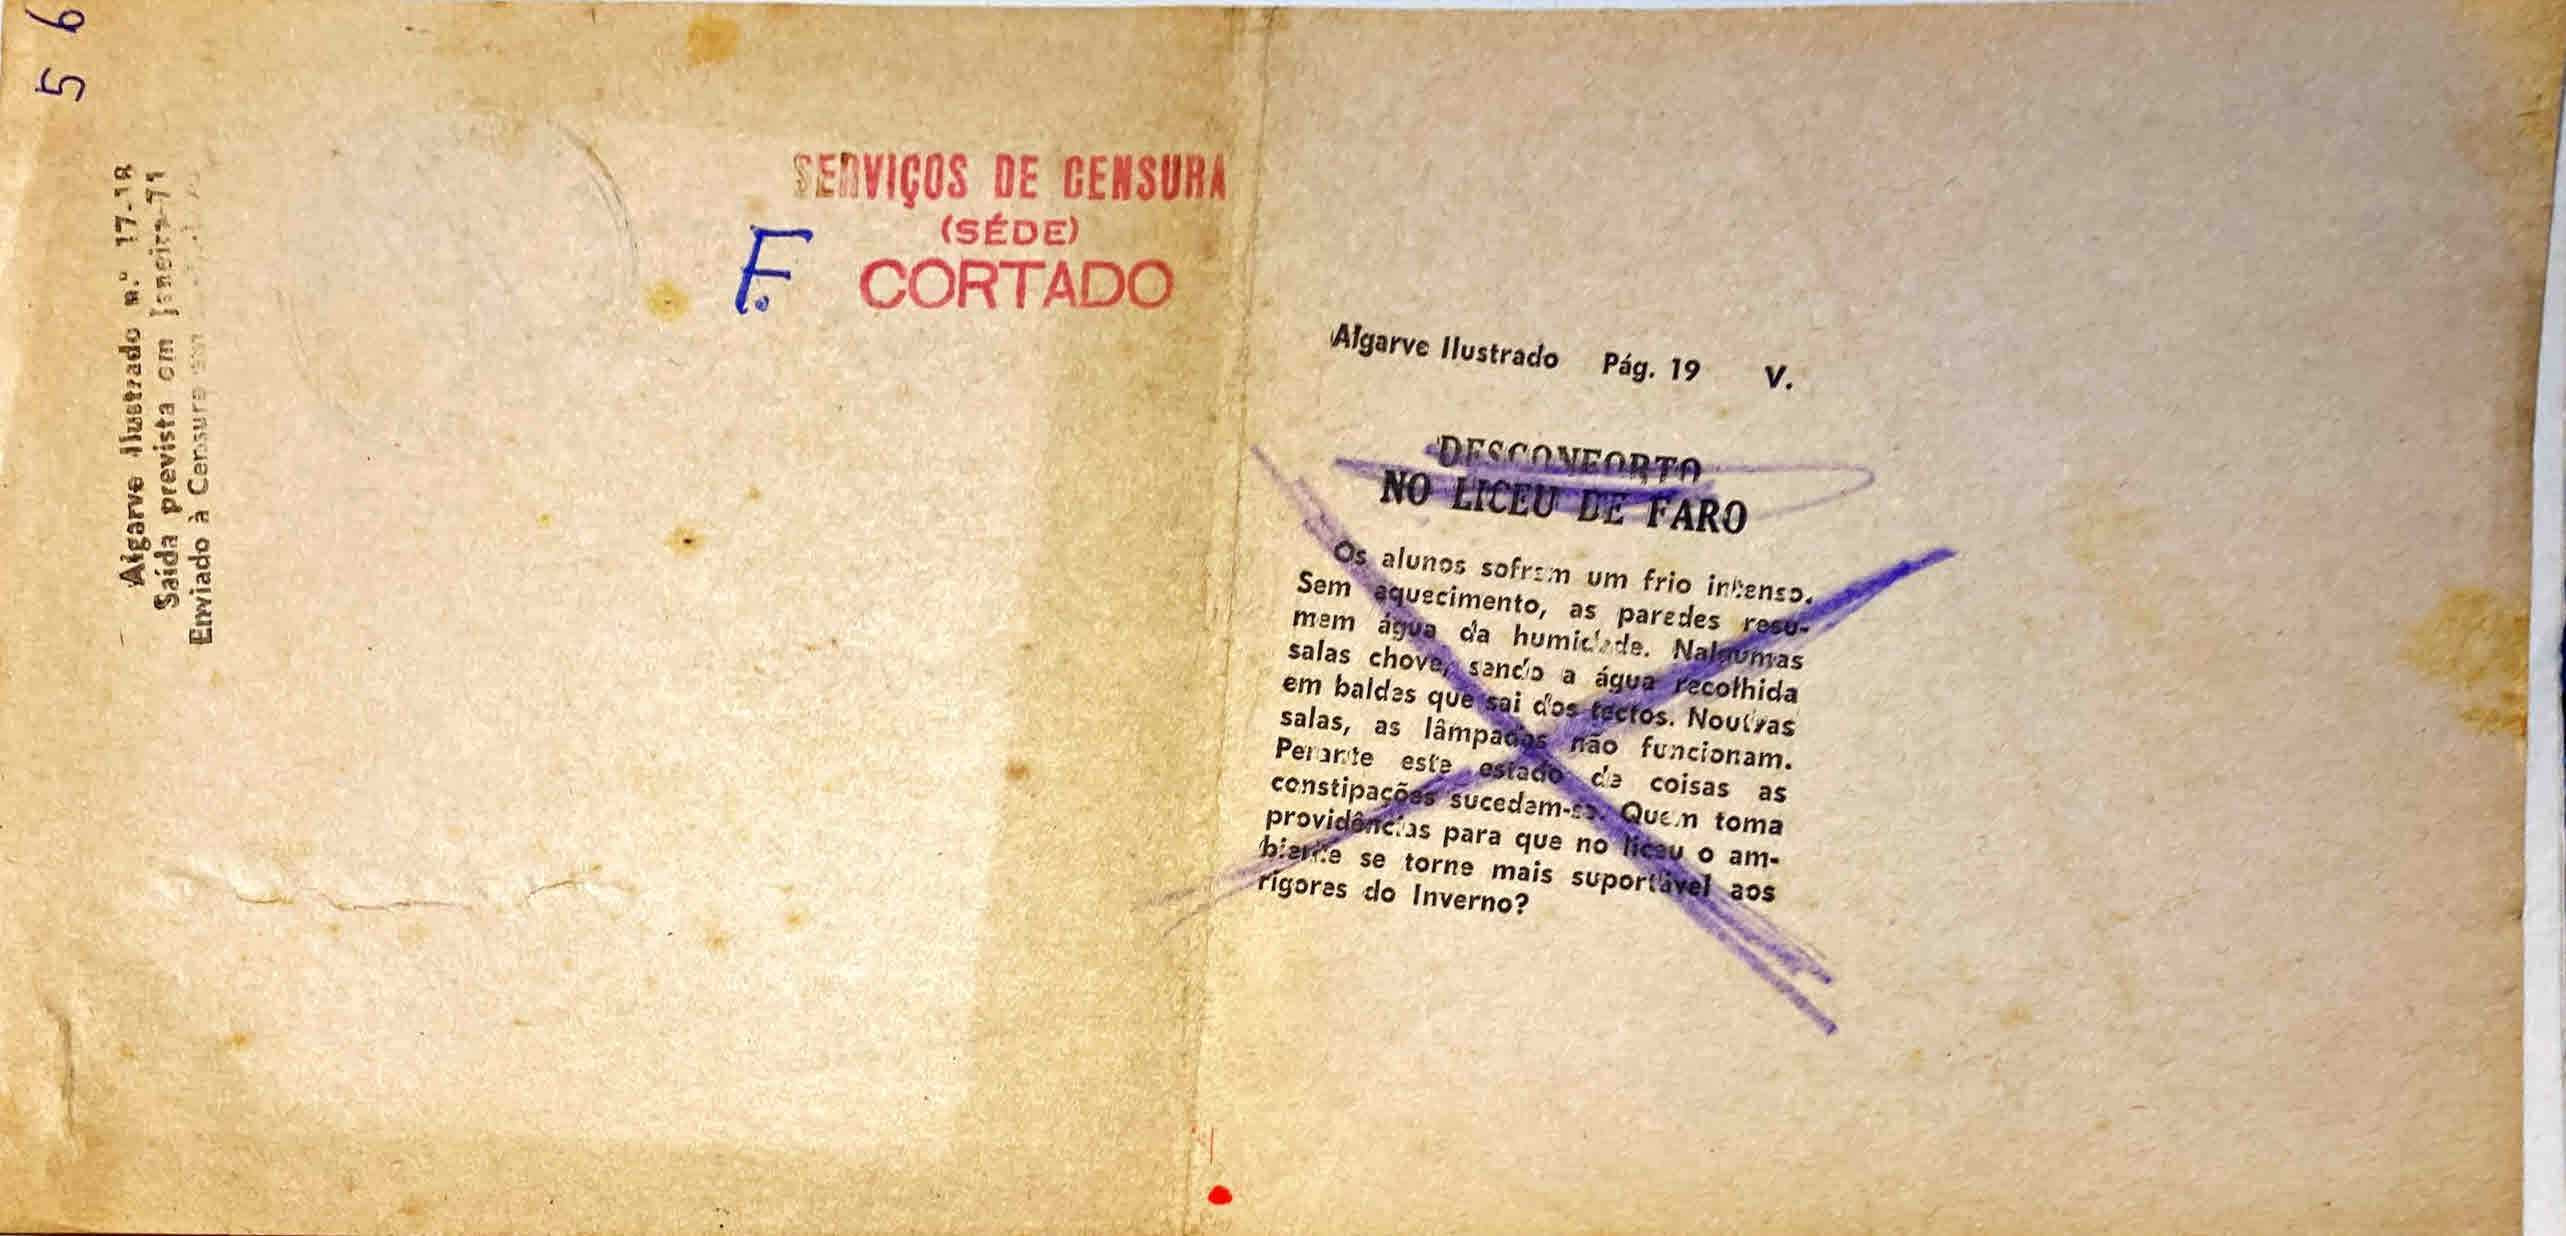 56
Algarve Ilustrado n.º 17-18
Saída prevista em Janeiro-71
Enviado à Censura em
SERVIÇOS DE CENSURA
(SÉDE)
F. CORTADO
Algarve Ilustrado Pág. 19 V.
DESCONFORTO
NO LICEU DE FARO
Os alunos sofrem um frio intenso.
Sem aquecimento, as paredes resu-
mem água da humidade. Nalgumas
salas chove, sendo a água recolhida
em baldes que sai dos tectos. Noutras
salas, as lâmpadas não funcionam.
Perante este estado de coisas as
constipações sucedem-se. Quem toma
providências para que no liceu o am-
biente se torne mais suportável aos
rigores do Inverno?